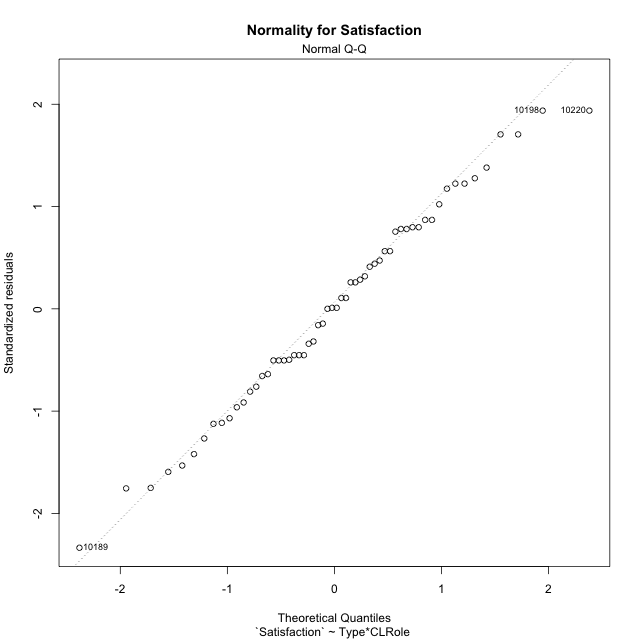 Normality for Satisfaction
Normal Q-Q
2
1
0
-1
-2
Standardized residuals
10198
10220
10189
-2 -1 0 1 2
Theoretical Quantiles
`Satisfaction` ~ Type*CLRole